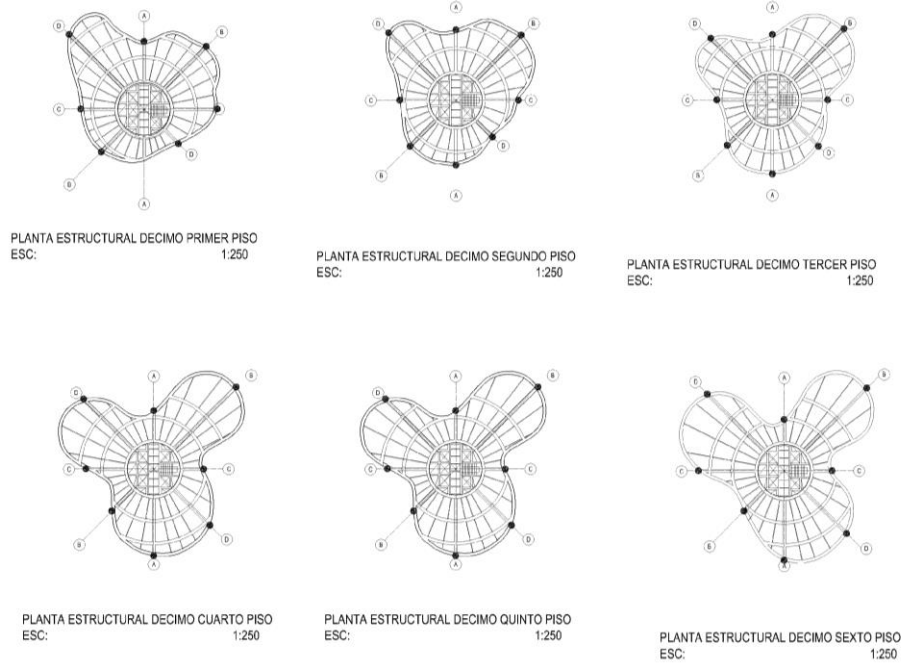 A
D
B
C
D
B
A
PLANTA ESTRUCTURAL DECIMO PRIMER PISO
ESC: 1:250
A
D
B
C
C
D
B
A
PLANTA ESTRUCTURAL DECIMO SEGUNDO PISO
ESC: 1:250
A
D
B
C
C
D
B
A
PLANTA ESTRUCTURAL DECIMO TERCER PISO
ESC: 1:250
A
B
D
C
C
B
D
A
PLANTA ESTRUCTURAL DECIMO CUARTO PISO
ESC: 1:250
A
B
D
C
C
B
D
A
PLANTA ESTRUCTURAL DECIMO QUINTO PISO
ESC: 1:250
A
B
D
C
C
B
D
A
PLANTA ESTRUCTURAL DECIMO SEXTO PISO
ESC: 1:250